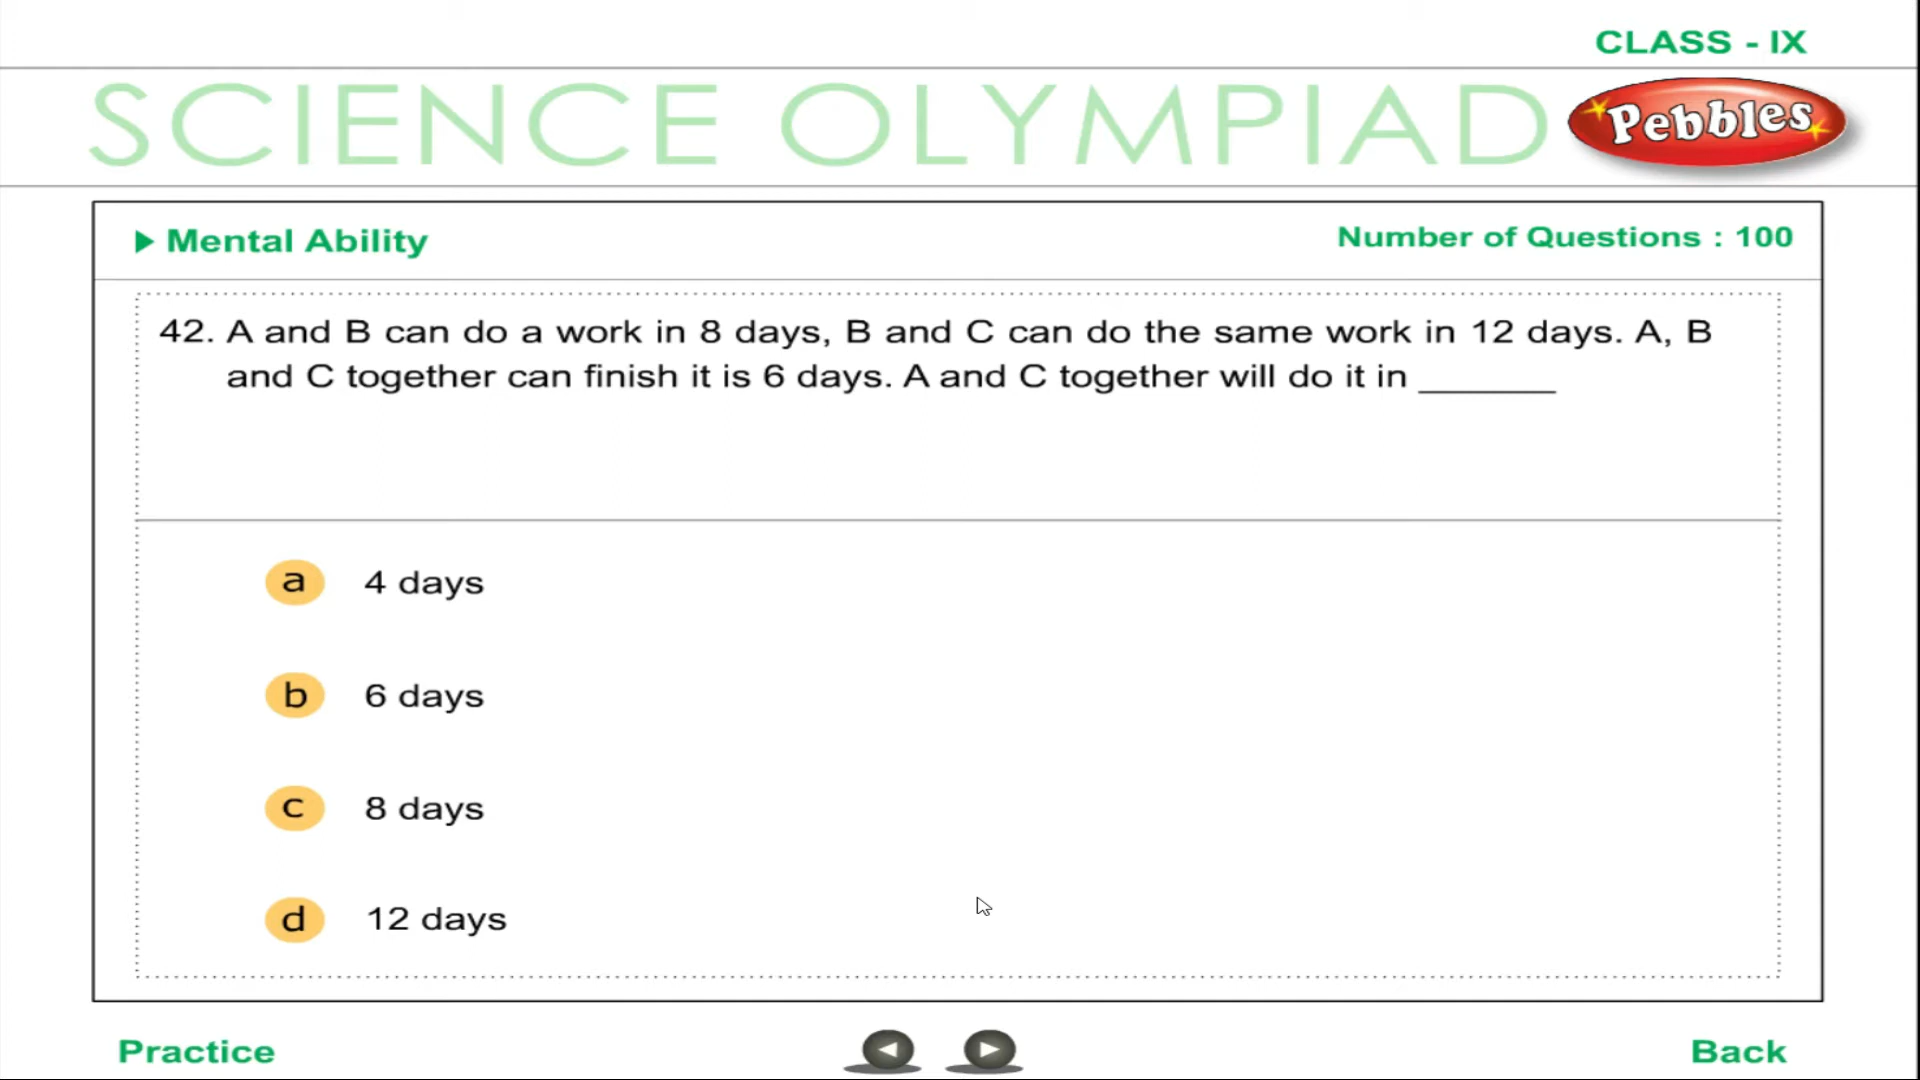 CLASS - IX
SCIENCE OLYMPIAD
Pebbles
Mental Ability
Number of Questions : 100
42. A and B can do a work in 8 days, B and C can do the same work in 12 days. A, B
and C together can finish it is 6 days. A and C together will do it in _______
a 4 days
b 6 days
c 8 days
d 12 days
Practice
Back